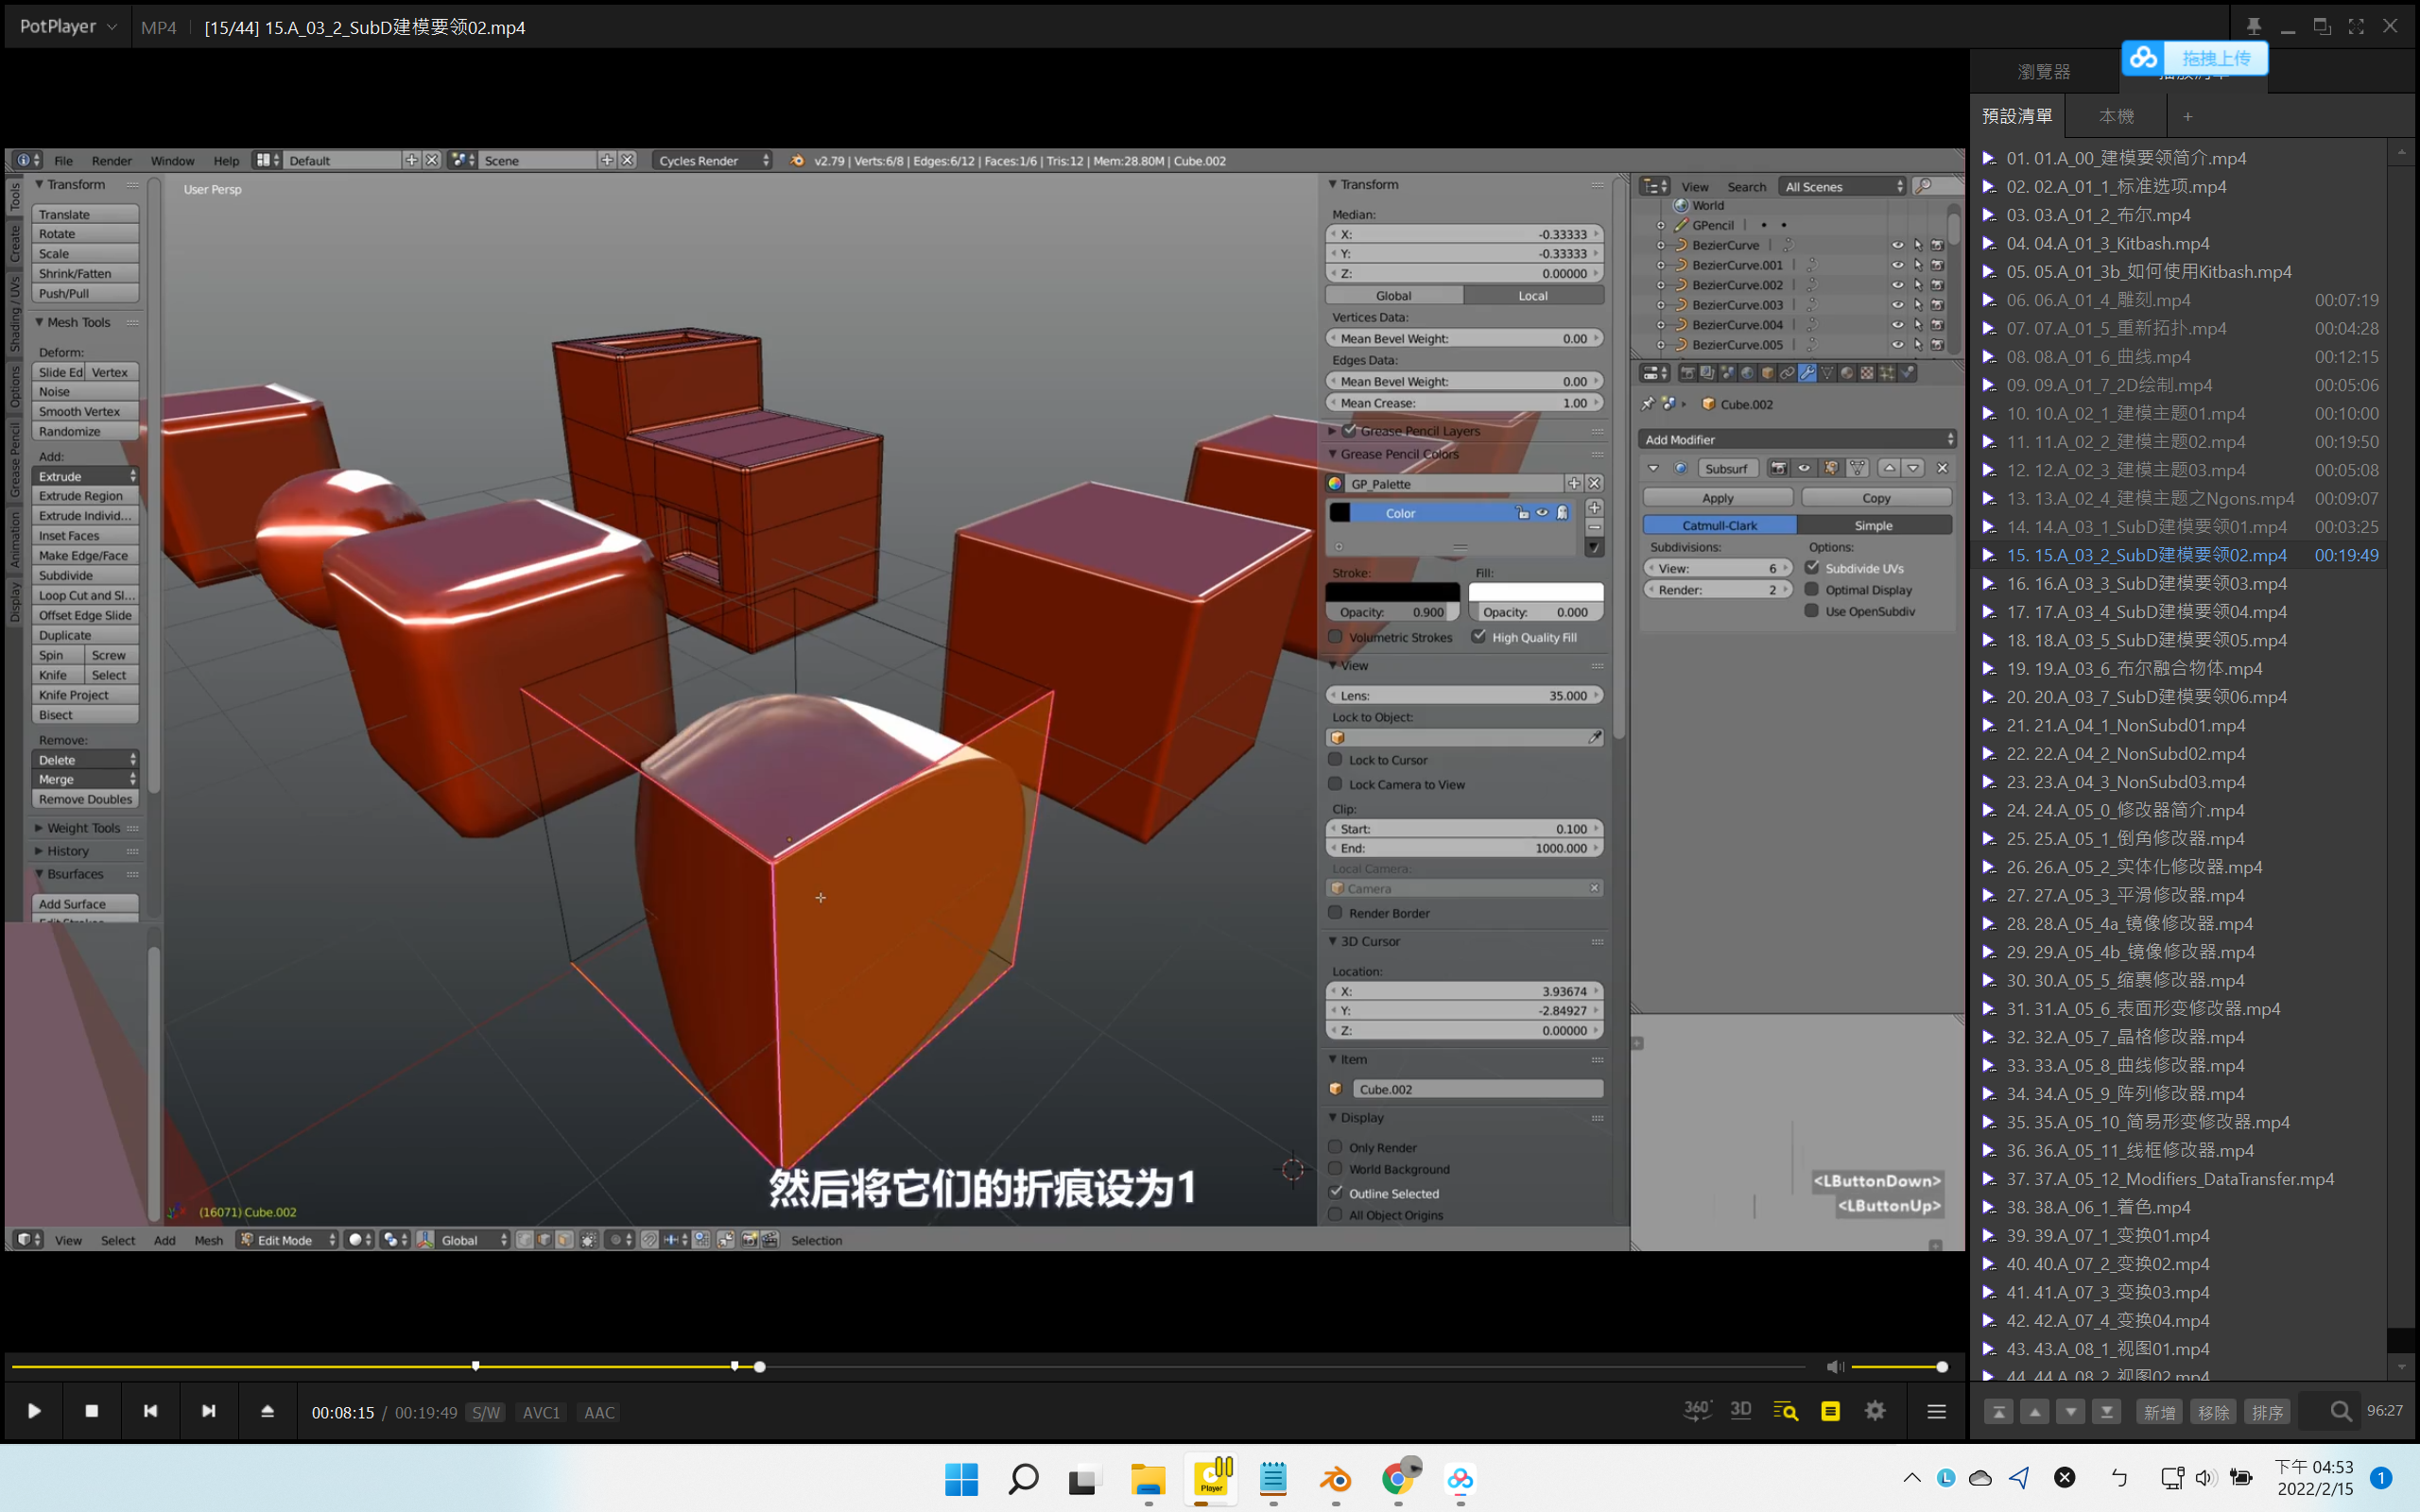 PotPlayer MP4 [15/44] 15.A_03_2_SubD建模要领02.mp4
拖拽上传
瀏覽器
預設清單 本機 +
File Render Window Help Default Scene Cycles Render v2.79 | Verts:6/8 | Edges:6/12 | Faces:1/6 | Tris:12 | Mem:28.80M | Cube.002
Tools
Create
Shading / UVs
Options
Grease Pencil
Animation
Display
Transform
Translate
Rotate
Scale
Shrink/Fatten
Push/Pull
Mesh Tools
Deform:
Slide Ed Vertex
Noise
Smooth Vertex
Randomize
Add:
Extrude
Extrude Region
Extrude Individ...
Inset Faces
Make Edge/Face
Subdivide
Loop Cut and Sl...
Offset Edge Slide
Duplicate
Spin Screw
Knife Select
Knife Project
Bisect
Remove:
Delete
Merge
Remove Doubles
Weight Tools
History
Bsurfaces
Add Surface
User Persp
(16071) Cube.002
然后将它们的折痕设为1
View Select Add Mesh Edit Mode Global Selection
Transform
Median:
X: -0.33333
Y: -0.33333
Z: 0.00000
Global Local
Vertices Data:
Mean Bevel Weight: 0.00
Edges Data:
Mean Bevel Weight: 0.00
Mean Crease: 1.00
Grease Pencil Layers
Grease Pencil Colors
GP_Palette
Color
Stroke: Fill:
Opacity: 0.900 Opacity: 0.000
Volumetric Strokes High Quality Fill
View
Lens: 35.000
Lock to Object:
Lock to Cursor
Lock Camera to View
Clip:
Start: 0.100
End: 1000.000
Local Camera:
Camera
Render Border
3D Cursor
Location:
X: 3.93674
Y: -2.84927
Z: 0.00000
Item
Cube.002
Display
Only Render
World Background
Outline Selected
All Object Origins
View Search All Scenes
World
GPencil
BezierCurve
BezierCurve.001
BezierCurve.002
BezierCurve.003
BezierCurve.004
BezierCurve.005
Cube.002
Add Modifier
Subsurf
Apply Copy
Catmull-Clark Simple
Subdivisions: Options:
View: 6 Subdivide UVs
Render: 2 Optimal Display
Use OpenSubdiv
<LButtonDown>
<LButtonUp>
01. 01.A_00_建模要领简介.mp4
02. 02.A_01_1_标准选项.mp4
03. 03.A_01_2_布尔.mp4
04. 04.A_01_3_Kitbash.mp4
05. 05.A_01_3b_如何使用Kitbash.mp4
06. 06.A_01_4_雕刻.mp4 00:07:19
07. 07.A_01_5_重新拓扑.mp4 00:04:28
08. 08.A_01_6_曲线.mp4 00:12:15
09. 09.A_01_7_2D绘制.mp4 00:05:06
10. 10.A_02_1_建模主题01.mp4 00:10:00
11. 11.A_02_2_建模主题02.mp4 00:19:50
12. 12.A_02_3_建模主题03.mp4 00:05:08
13. 13.A_02_4_建模主题之Ngons.mp4 00:09:07
14. 14.A_03_1_SubD建模要领01.mp4 00:03:25
15. 15.A_03_2_SubD建模要领02.mp4 00:19:49
16. 16.A_03_3_SubD建模要领03.mp4
17. 17.A_03_4_SubD建模要领04.mp4
18. 18.A_03_5_SubD建模要领05.mp4
19. 19.A_03_6_布尔融合物体.mp4
20. 20.A_03_7_SubD建模要领06.mp4
21. 21.A_04_1_NonSubd01.mp4
22. 22.A_04_2_NonSubd02.mp4
23. 23.A_04_3_NonSubd03.mp4
24. 24.A_05_0_修改器简介.mp4
25. 25.A_05_1_倒角修改器.mp4
26. 26.A_05_2_实体化修改器.mp4
27. 27.A_05_3_平滑修改器.mp4
28. 28.A_05_4a_镜像修改器.mp4
29. 29.A_05_4b_镜像修改器.mp4
30. 30.A_05_5_缩裹修改器.mp4
31. 31.A_05_6_表面形变修改器.mp4
32. 32.A_05_7_晶格修改器.mp4
33. 33.A_05_8_曲线修改器.mp4
34. 34.A_05_9_阵列修改器.mp4
35. 35.A_05_10_简易形变修改器.mp4
36. 36.A_05_11_线框修改器.mp4
37. 37.A_05_12_Modifiers_DataTransfer.mp4
38. 38.A_06_1_着色.mp4
39. 39.A_07_1_变换01.mp4
40. 40.A_07_2_变换02.mp4
41. 41.A_07_3_变换03.mp4
42. 42.A_07_4_变换04.mp4
43. 43.A_08_1_视图01.mp4
44. 44.A_08_2_视图02.mp4
00:08:15 / 00:19:49 S/W AVC1 AAC
360° 3D
新增 移除 排序 96:27
Player
下午 04:53
2022/2/15
1